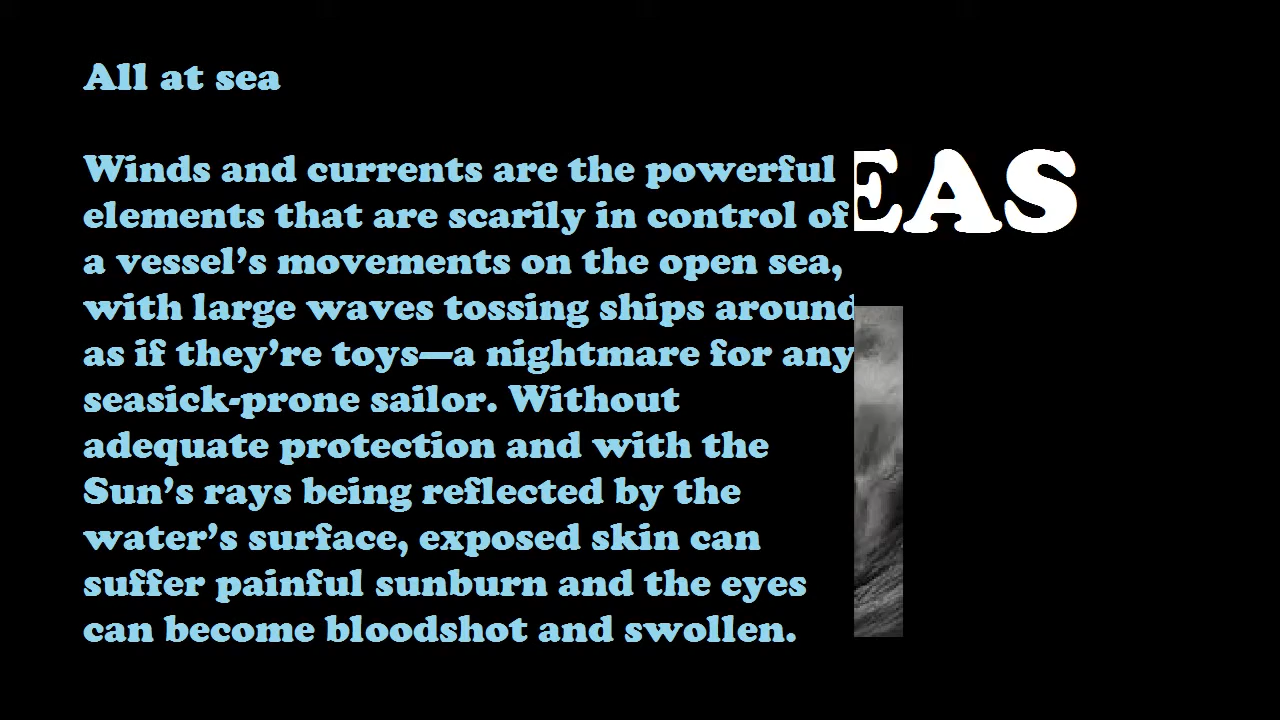 All at sea
Winds and currents are the powerful
elements that are scarily in control of
a vessel’s movements on the open sea,
with large waves tossing ships around
as if they’re toys—a nightmare for any
seasick-prone sailor. Without
adequate protection and with the
Sun’s rays being reflected by the
water’s surface, exposed skin can
suffer painful sunburn and the eyes
can become bloodshot and swollen.
EAS